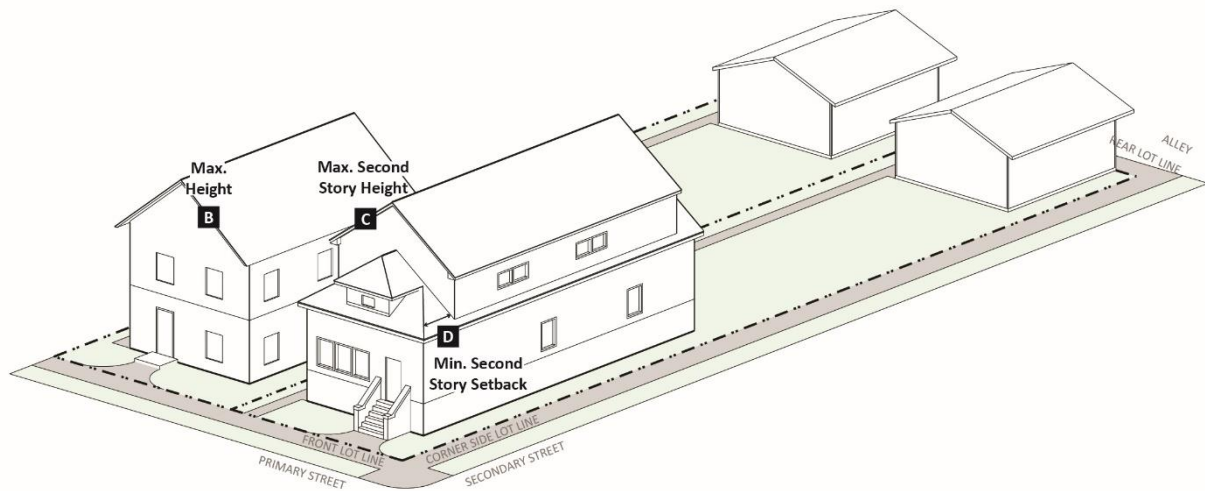 Max.
Height
B
Max. Second
Story Height
C
D
Min. Second
Story Setback
ALLEY
REAR LOT LINE
FRONT LOT LINE
CORNER SIDE LOT LINE
PRIMARY STREET
SECONDARY STREET